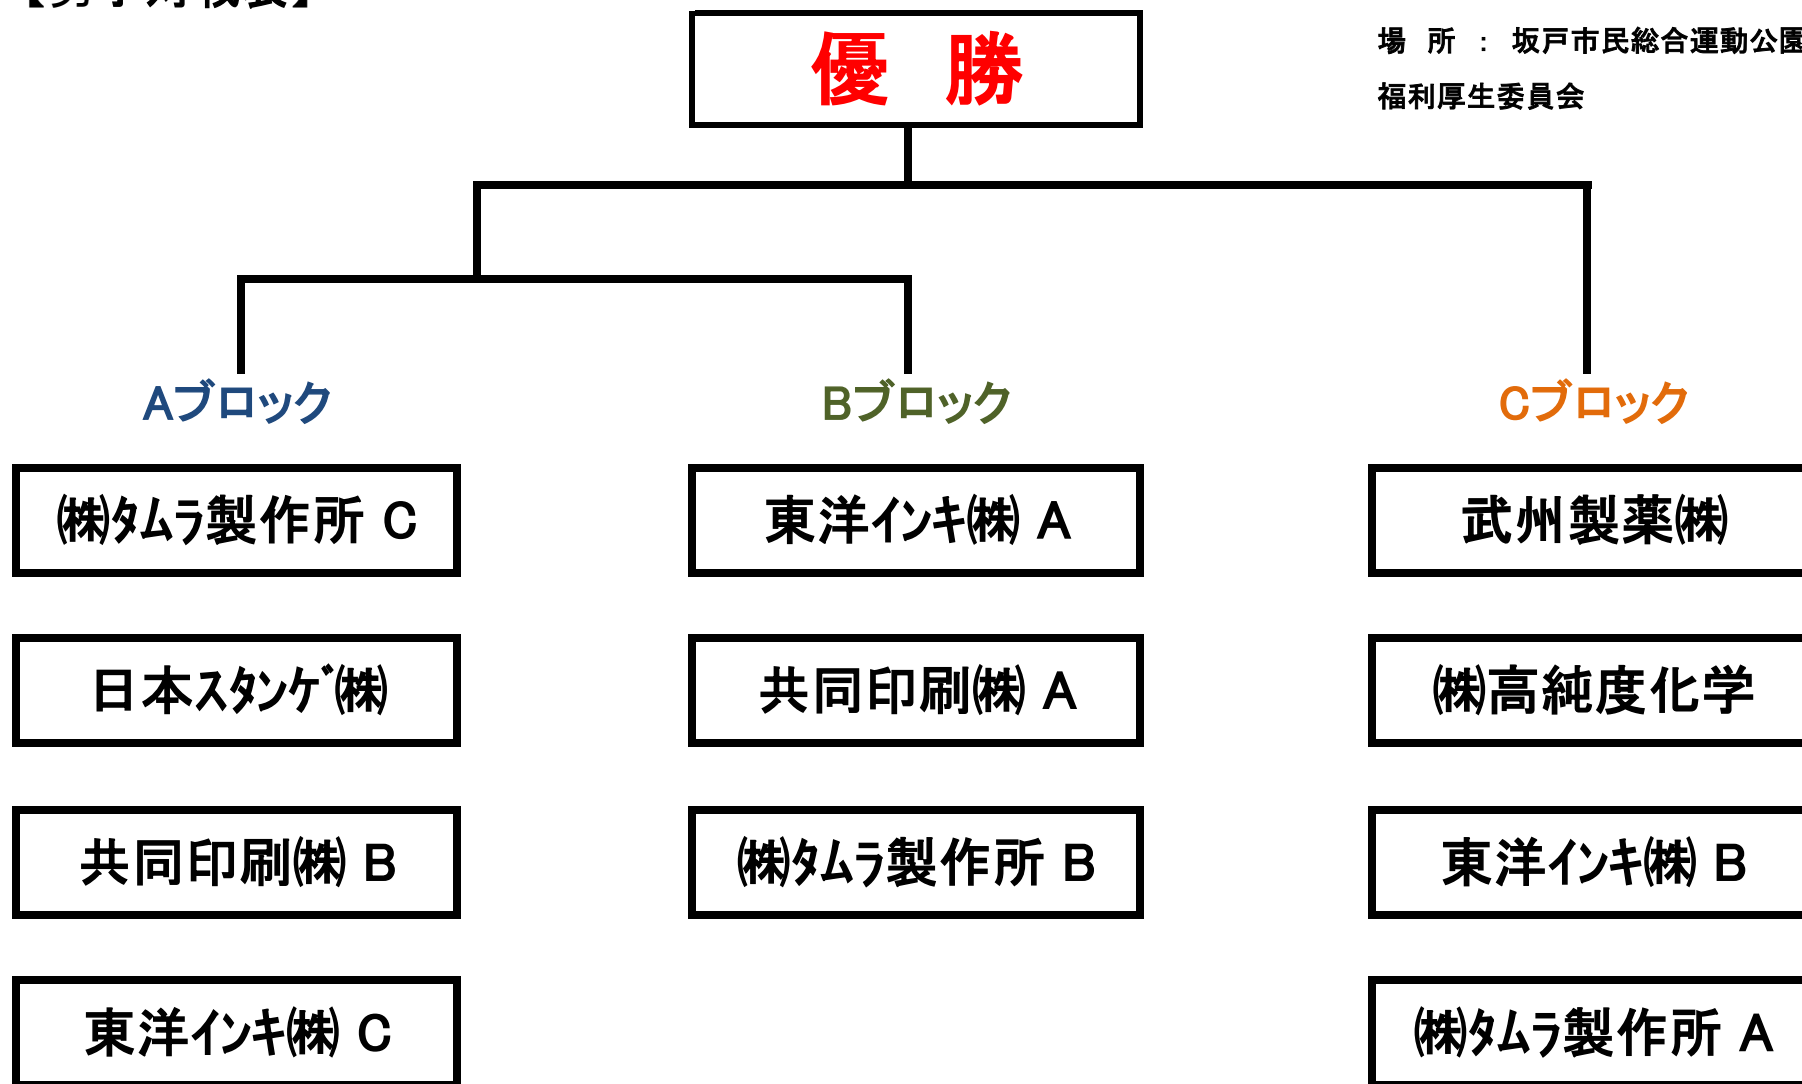 【男子対戦表】
優 勝
場 所 : 坂戸市民総合運動公園
福利厚生委員会
Aブロック
Bブロック
Cブロック
㈱ﾀﾑﾗ製作所 C
東洋ｲﾝｷ㈱ A
武州製薬㈱
日本ｽﾀﾝｹﾞ㈱
共同印刷㈱ A
㈱高純度化学
共同印刷㈱ B
㈱ﾀﾑﾗ製作所 B
東洋ｲﾝｷ㈱ B
東洋ｲﾝｷ㈱ C
㈱ﾀﾑﾗ製作所 A